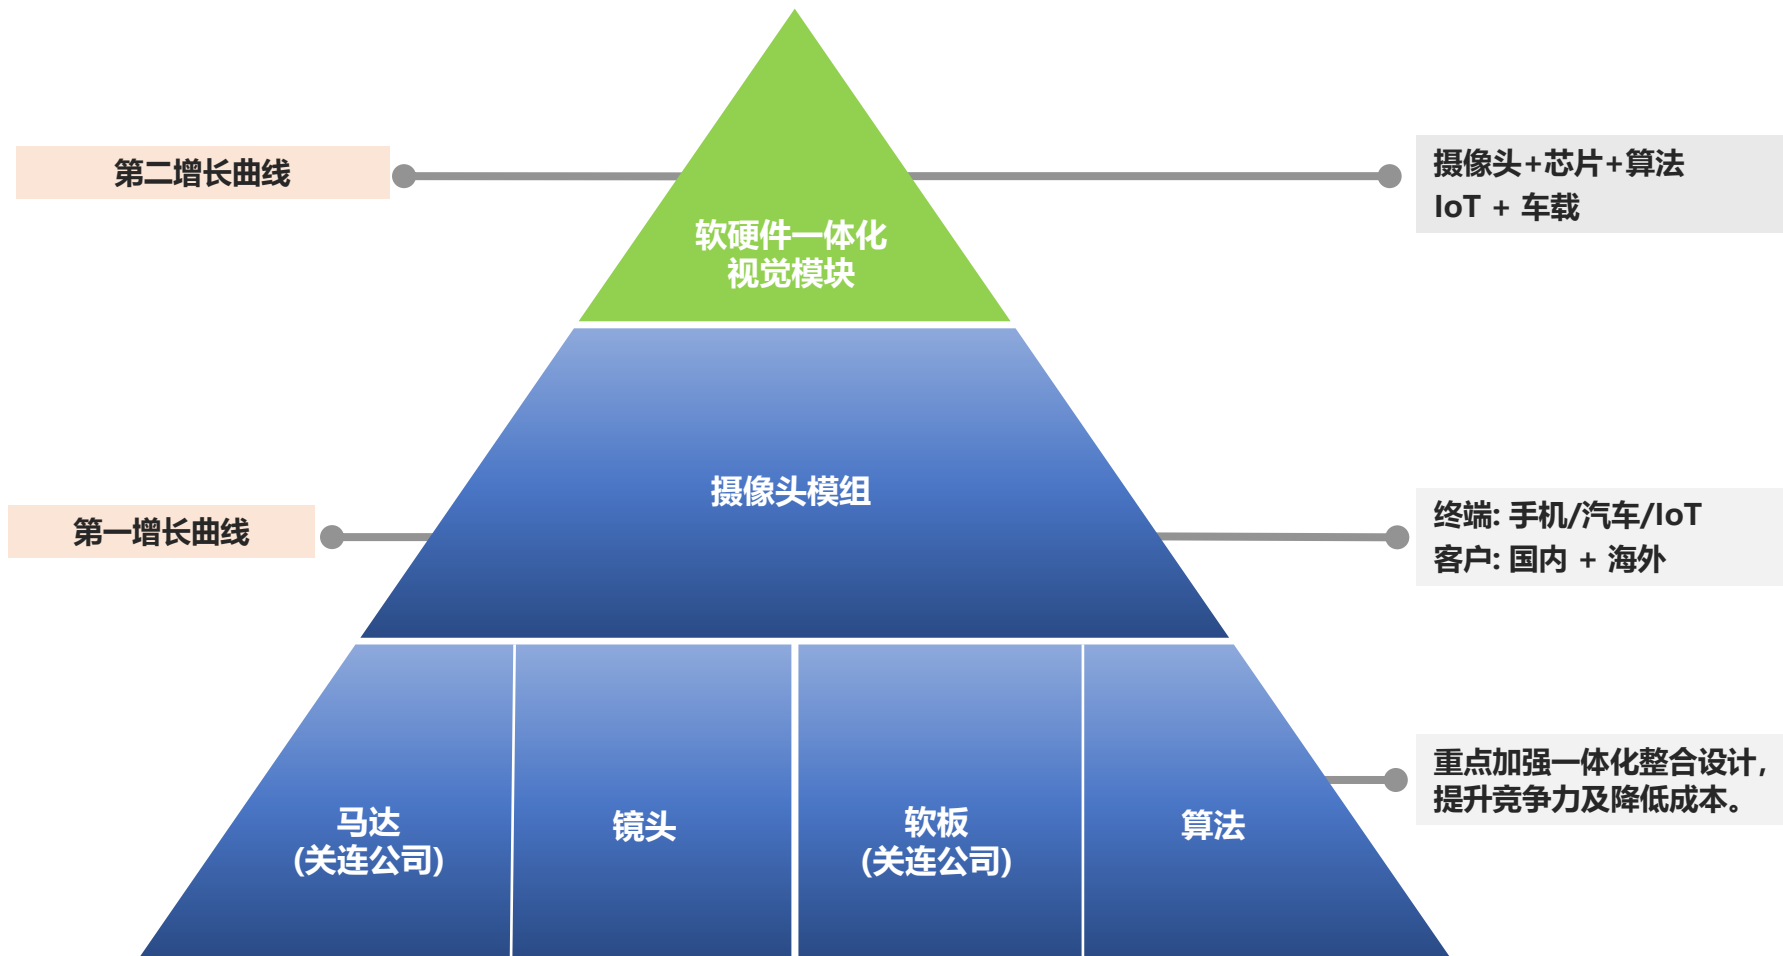 第二增长曲线
摄像头+芯片+算法
IoT + 车载
软硬件一体化
视觉模块
摄像头模组
第一增长曲线
终端: 手机/汽车/IoT
客户: 国内 + 海外
重点加强一体化整合设计,
提升竞争力及降低成本。
马达
(关连公司)
镜头
软板
(关连公司)
算法